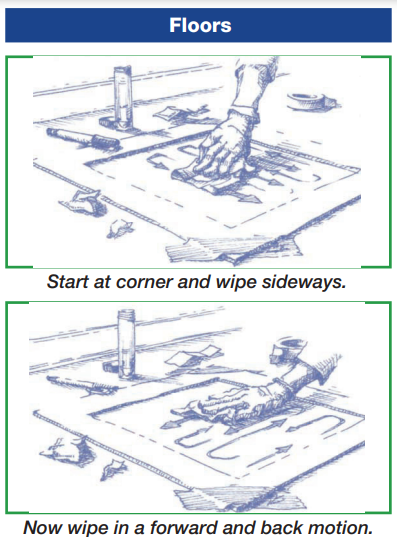 Floors
Start at corner and wipe sideways.
Now wipe in a forward and back motion.